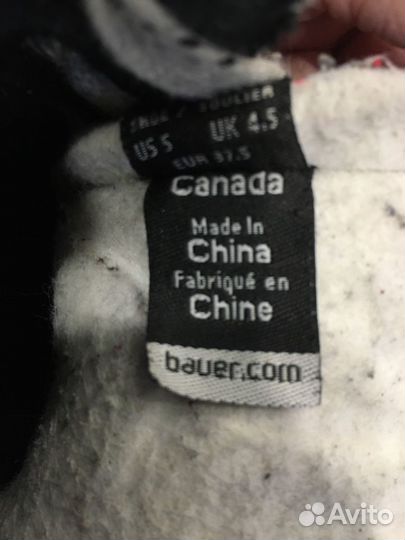 SHOE / SOULIER
US 5 UK 4.5
EUR 37.5
Canada
Made In
China
Fabriqué en
Chine
bauer.com
Avito